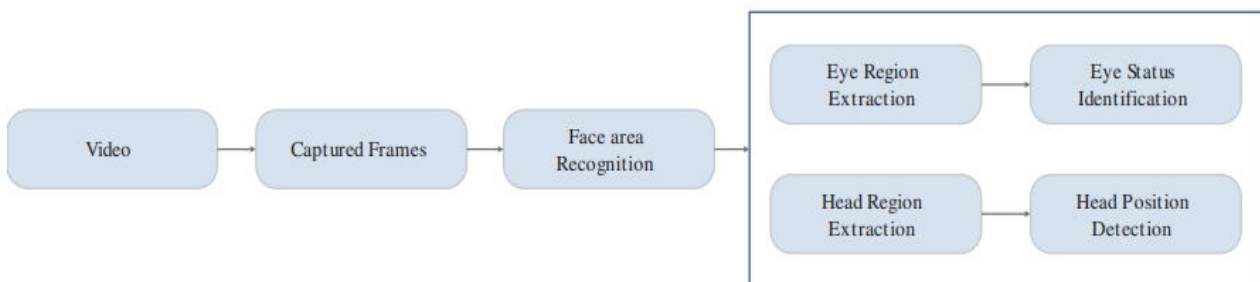 Video
Captured Frames
Face area
Recognition
Eye Region
Extraction
Eye Status
Identification
Head Region
Extraction
Head Position
Detection